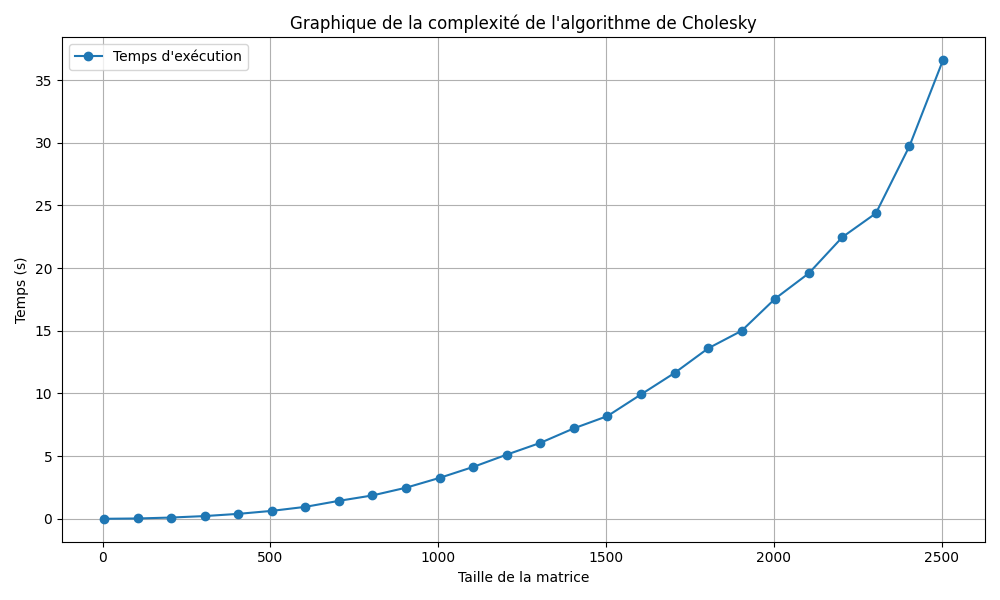 Graphique de la complexité de l'algorithme de Cholesky
Temps d'exécution
Temps (s)
35
30
25
20
15
10
5
0
0 500 1000 1500 2000 2500
Taille de la matrice